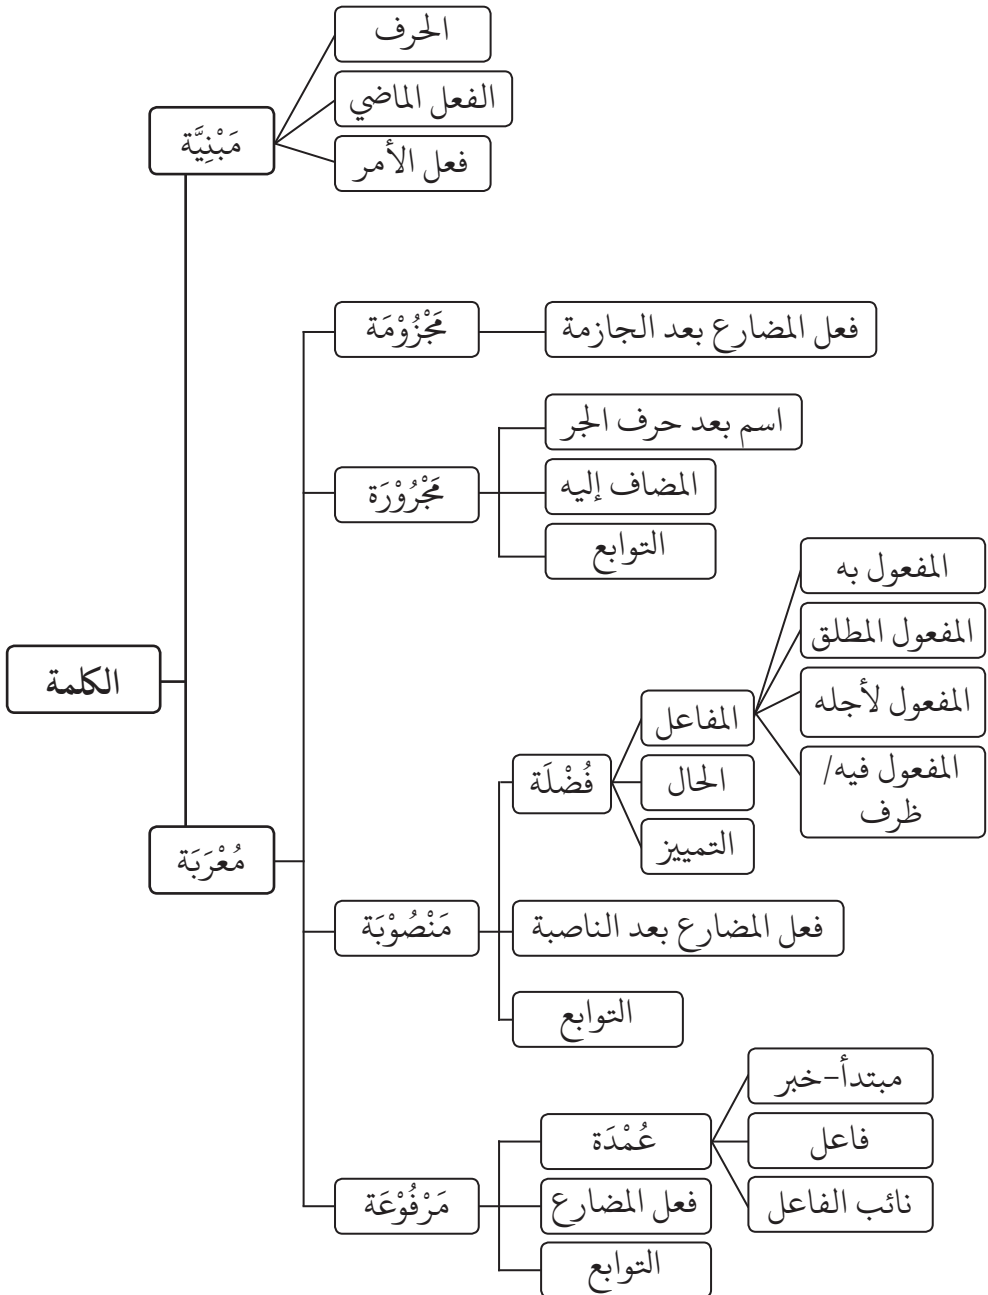 الكلمة
مَبْنِيَّة
الحرف
الفعل الماضي
فعل الأمر
مُعْرَبَة
مَجْزُوْمَة
فعل المضارع بعد الجازمة
مَجْرُوْرَة
اسم بعد حرف الجر
المضاف إليه
التوابع
مَنْصُوْبَة
فُضْلَة
المفاعل
المفعول به
المفعول المطلق
المفعول لأجله
المفعول فيه/
ظرف
الحال
التمييز
فعل المضارع بعد الناصبة
التوابع
مَرْفُوْعَة
عُمْدَة
مبتدأ-خبر
فاعل
نائب الفاعل
فعل المضارع
التوابع